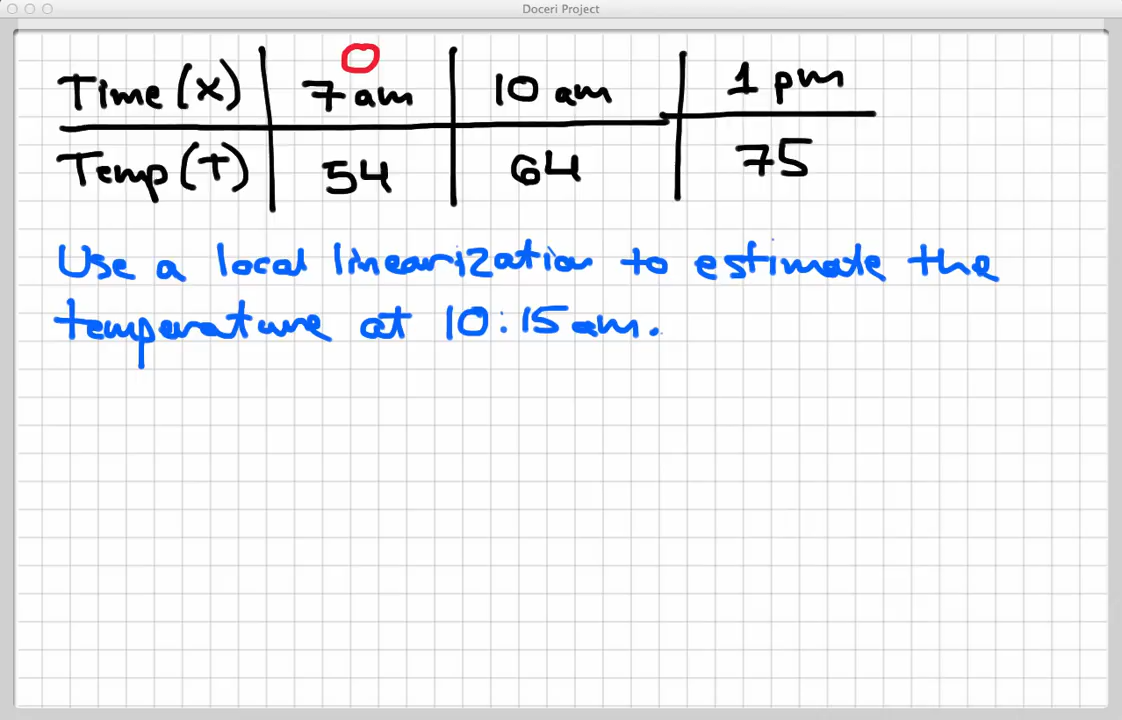 Doceri Project
0
Time (x) 7 am 10 am 1 pm
Temp (T) 54 64 75
Use a local linearization to estimate the
temperature at 10:15 am.